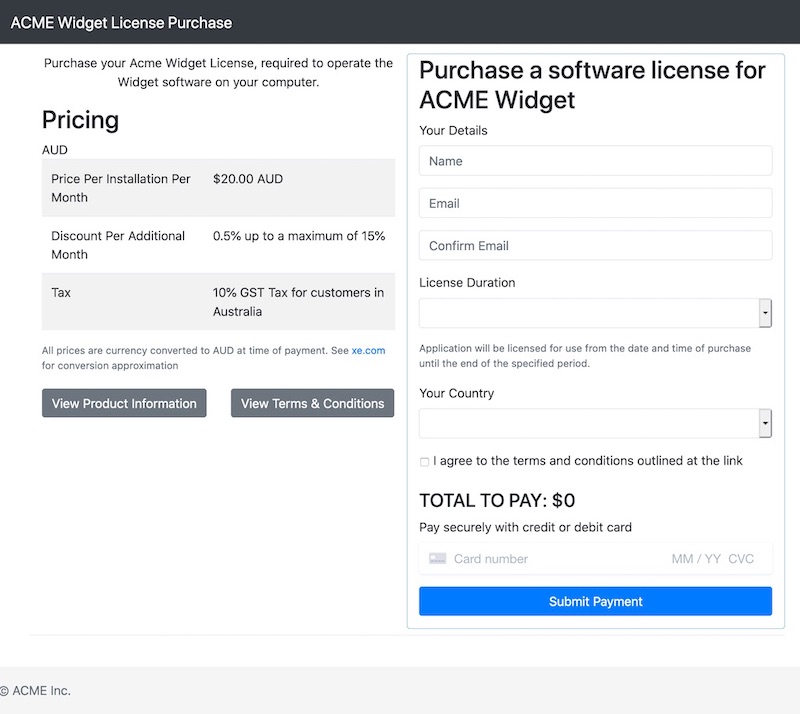 ACME Widget License Purchase
Purchase your Acme Widget License, required to operate the
Widget software on your computer.
Pricing
AUD
Price Per Installation Per
Month
$20.00 AUD
Discount Per Additional
Month
0.5% up to a maximum of 15%
Tax
10% GST Tax for customers in
Australia
All prices are currency converted to AUD at time of payment. See xe.com
for conversion approximation
View Product Information
View Terms & Conditions
Purchase a software license for
ACME Widget
Your Details
Name
Email
Confirm Email
License Duration
Application will be licensed for use from the date and time of purchase
until the end of the specified period.
Your Country
I agree to the terms and conditions outlined at the link
TOTAL TO PAY: $0
Pay securely with credit or debit card
Card number MM / YY CVC
Submit Payment
© ACME Inc.